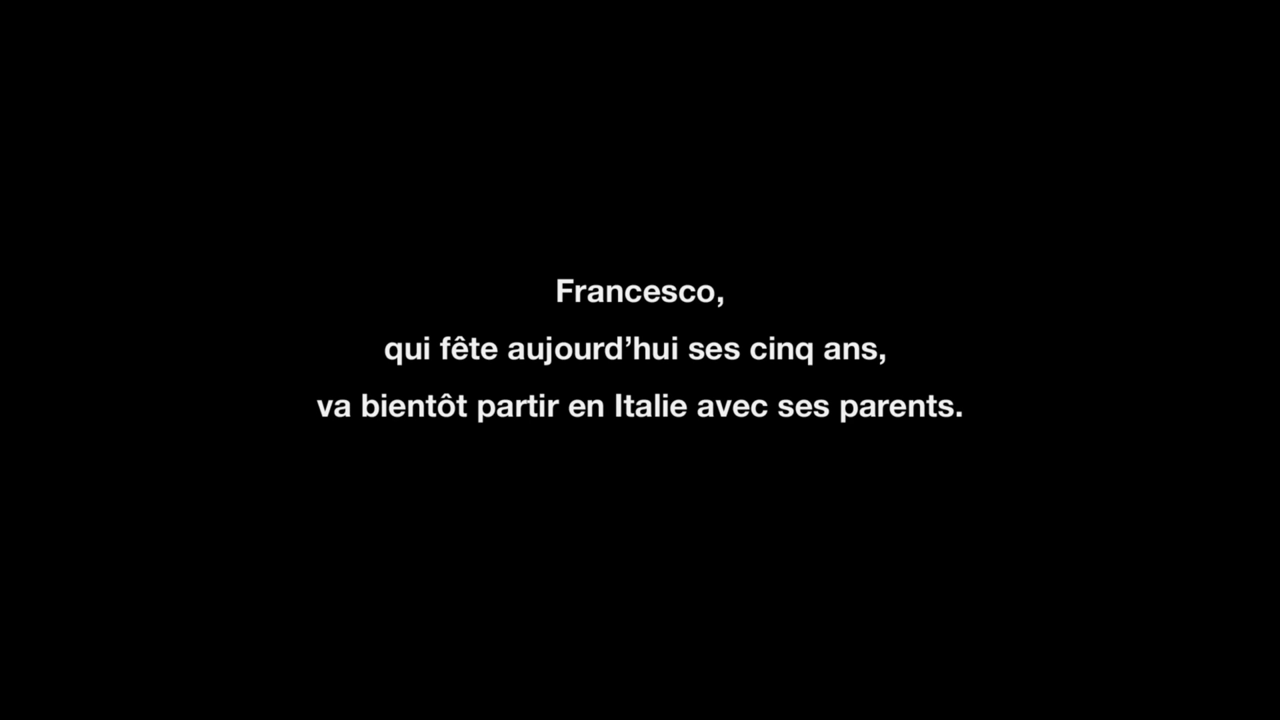 Francesco,
qui fête aujourd’hui ses cinq ans,
va bientôt partir en Italie avec ses parents.